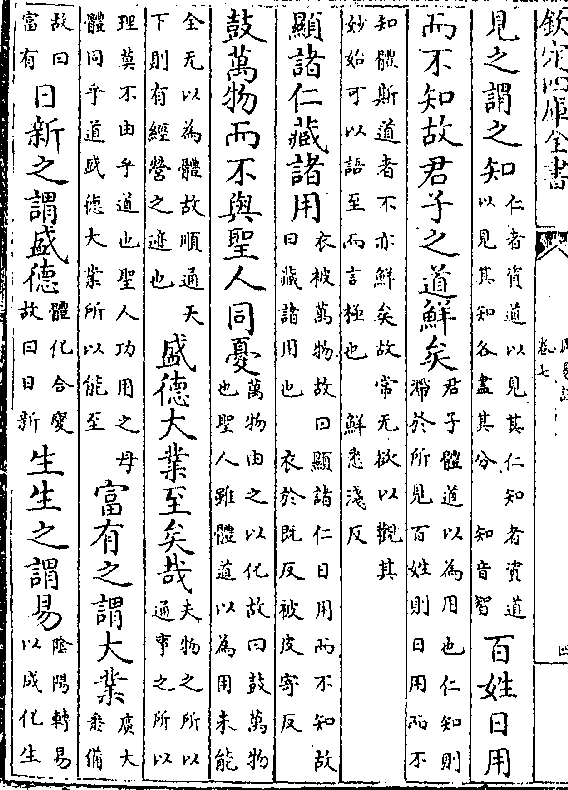 欽定四庫全書 卷七 四
見之謂之知仁者資道以見其仁知者資道以見其知各盡其分 知音智百姓日用
而不知故君子之道鮮矣君子體道以為用也仁知則滯於所見百姓則日用而不
知體斯道者不亦鮮矣故常无欲以觀其妙始可以語至而言極也 鮮悉淺反
顯諸仁藏諸用衣被萬物故曰顯諸仁日用而不知故曰藏諸用也 衣於既反被皮寄反
鼓萬物而不與聖人同憂萬物由之以化故曰鼓萬物也聖人雖體道以為用未能
全无以為體故順通天下則有經營之迹也盛德大業至矣哉夫物之所以通事之所以
理莫不由乎道也聖人功用之母體同乎道盛德大業所以能至富有之謂大業廣大悉備
故曰富有日新之謂盛德體化合變故曰日新生生之謂易陰陽轉易以成化生